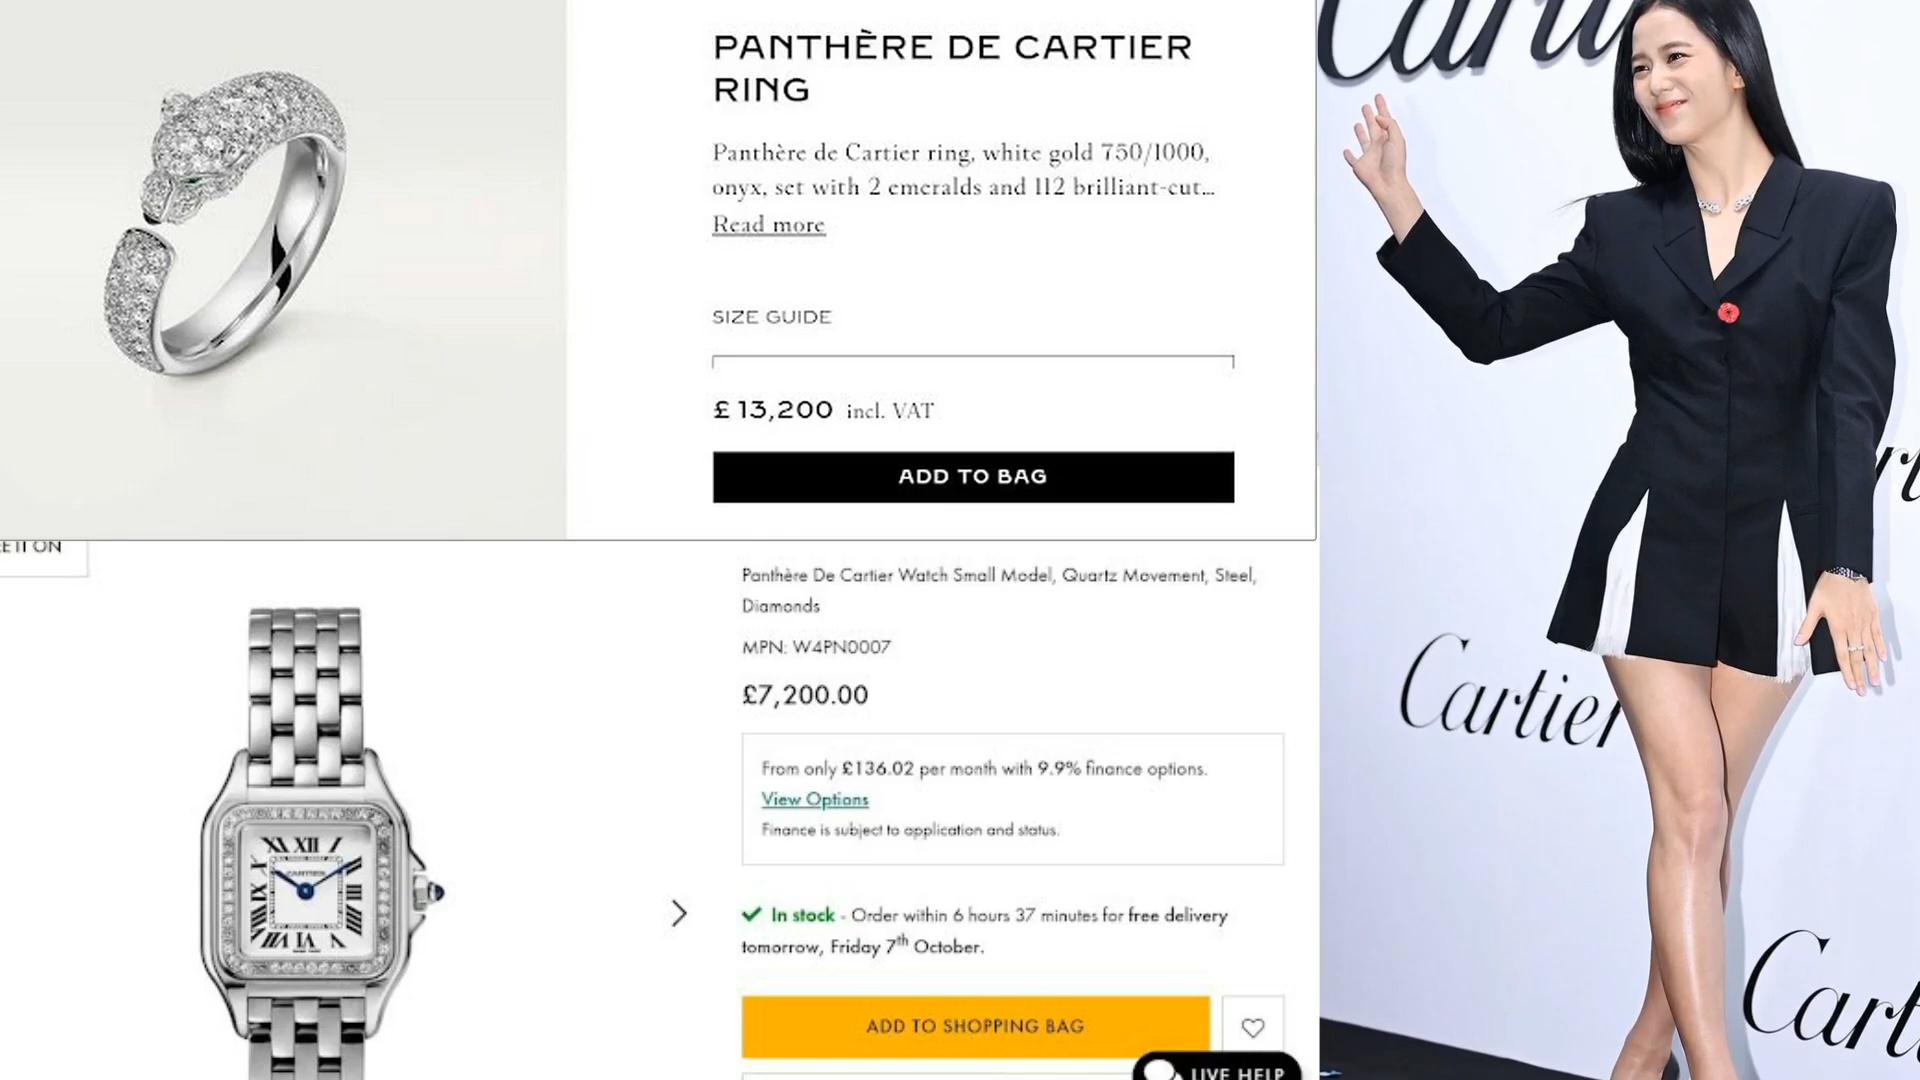 PANTHÈRE DE CARTIER
RING
Panthère de Cartier ring, white gold 750/1000,
onyx, set with 2 emeralds and 112 brilliant-cut...
Read more
SIZE GUIDE
£ 13,200 incl. VAT
ADD TO BAG
Panthère De Cartier Watch Small Model, Quartz Movement, Steel,
Diamonds
MPN: W4PN0007
£7,200.00
From only £136.02 per month with 9.9% finance options.
View Options
Finance is subject to application and status.
In stock - Order within 6 hours 37 minutes for free delivery
tomorrow, Friday 7th October.
ADD TO SHOPPING BAG
LIVE HELP
XII
CARTIER
Cartier
Cartier